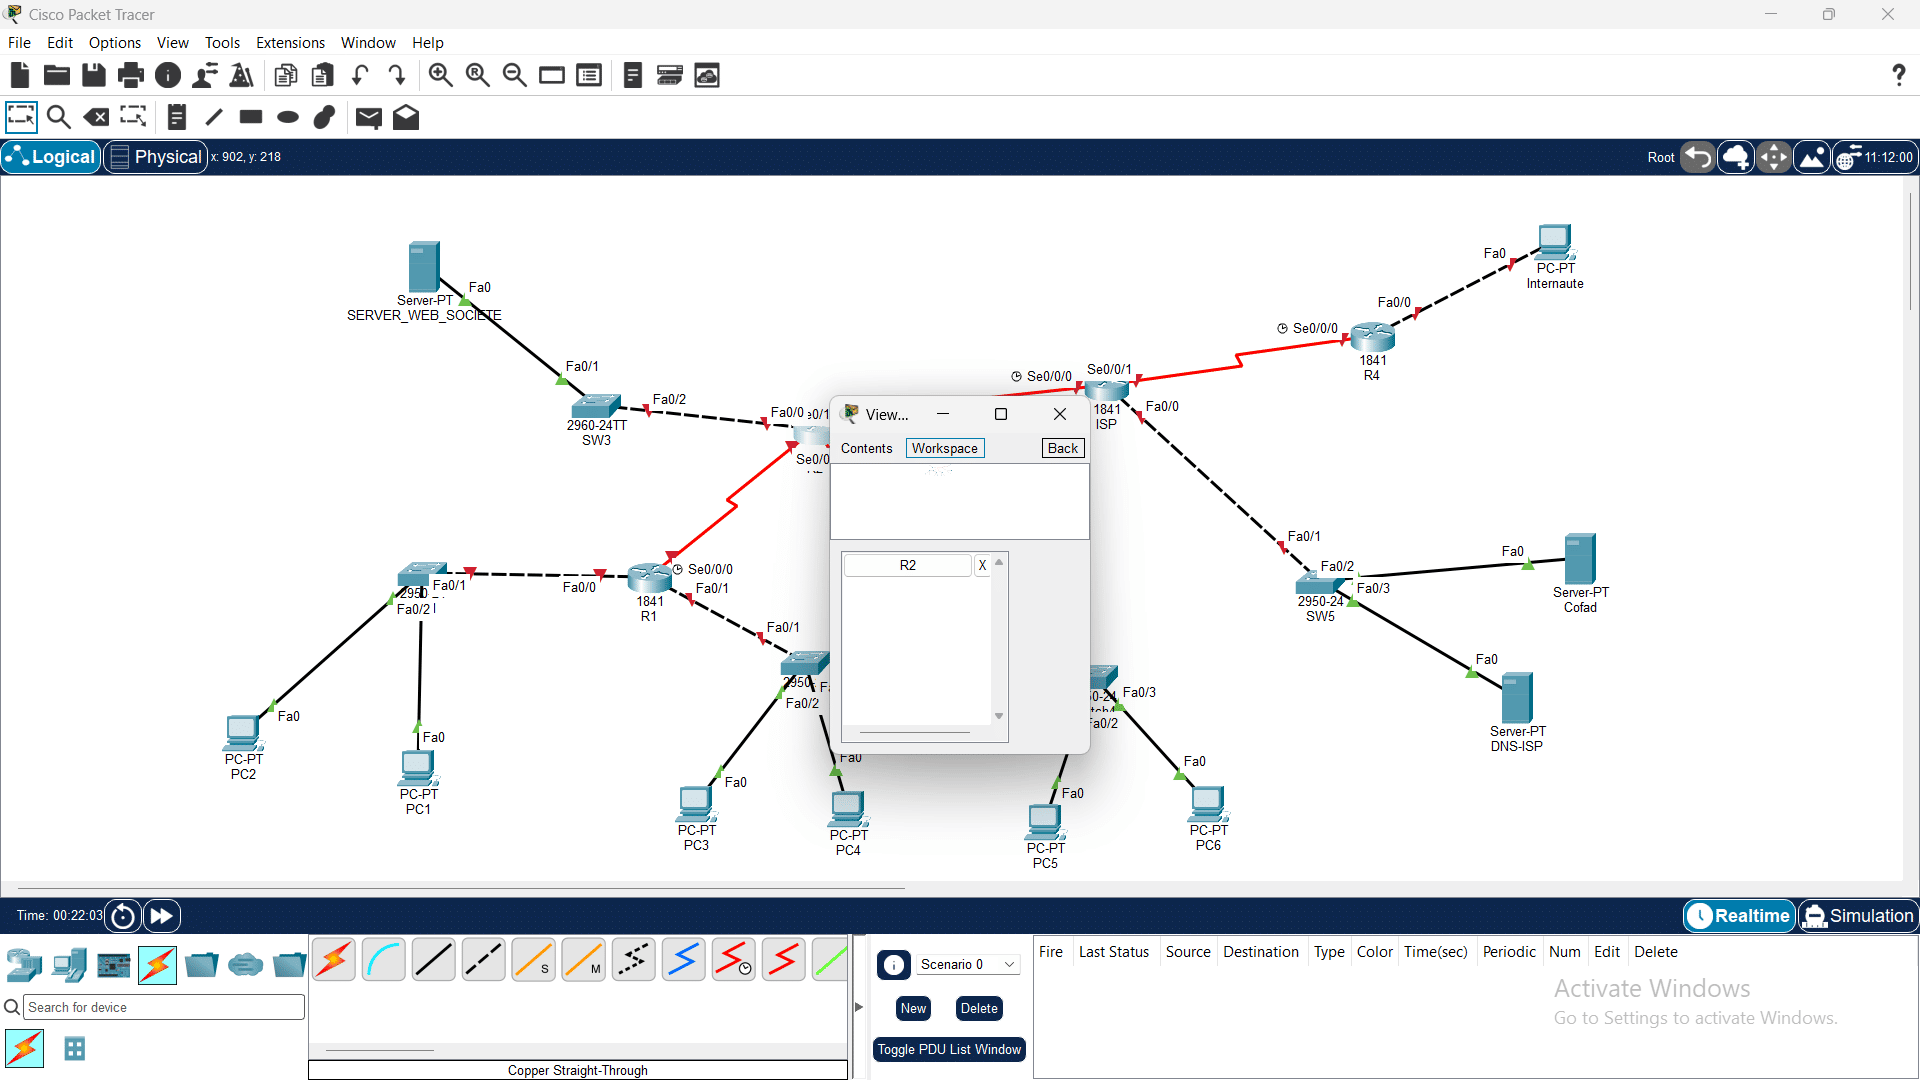 Cisco Packet Tracer
File Edit Options View Tools Extensions Window Help
Logical Physical x: 902, y: 218
Root 11:12:00
Server-PT
SERVER_WEB_SOCIETE
Fa0
Fa0/1
2960-24TT
SW3
Fa0/2
Fa0/0
Se0/0
Se0/0/0
Se0/0/1
1841
ISP
Fa0/0
Se0/0/0
Fa0/0
1841
R4
Fa0
PC-PT
Internaute
View...
Contents Workspace Back
R2 X
Fa0/1
Fa0/2
Fa0/0
Se0/0/0
Fa0/1
1841
R1
Fa0/1
Fa0/2
Fa0
PC-PT
PC2
Fa0
PC-PT
PC1
Fa0
PC-PT
PC3
Fa0
PC-PT
PC4
Fa0
PC-PT
PC5
Fa0/3
Fa0/2
Fa0
PC-PT
PC6
Fa0/1
Fa0/2
Fa0/3
2950-24
SW5
Fa0
Server-PT
Cofad
Fa0
Server-PT
DNS-ISP
Time: 00:22:03
Realtime Simulation
Search for device
S M
Copper Straight-Through
Scenario 0
New Delete
Toggle PDU List Window
Fire Last Status Source Destination Type Color Time(sec) Periodic Num Edit Delete
Activate Windows
Go to Settings to activate Windows.